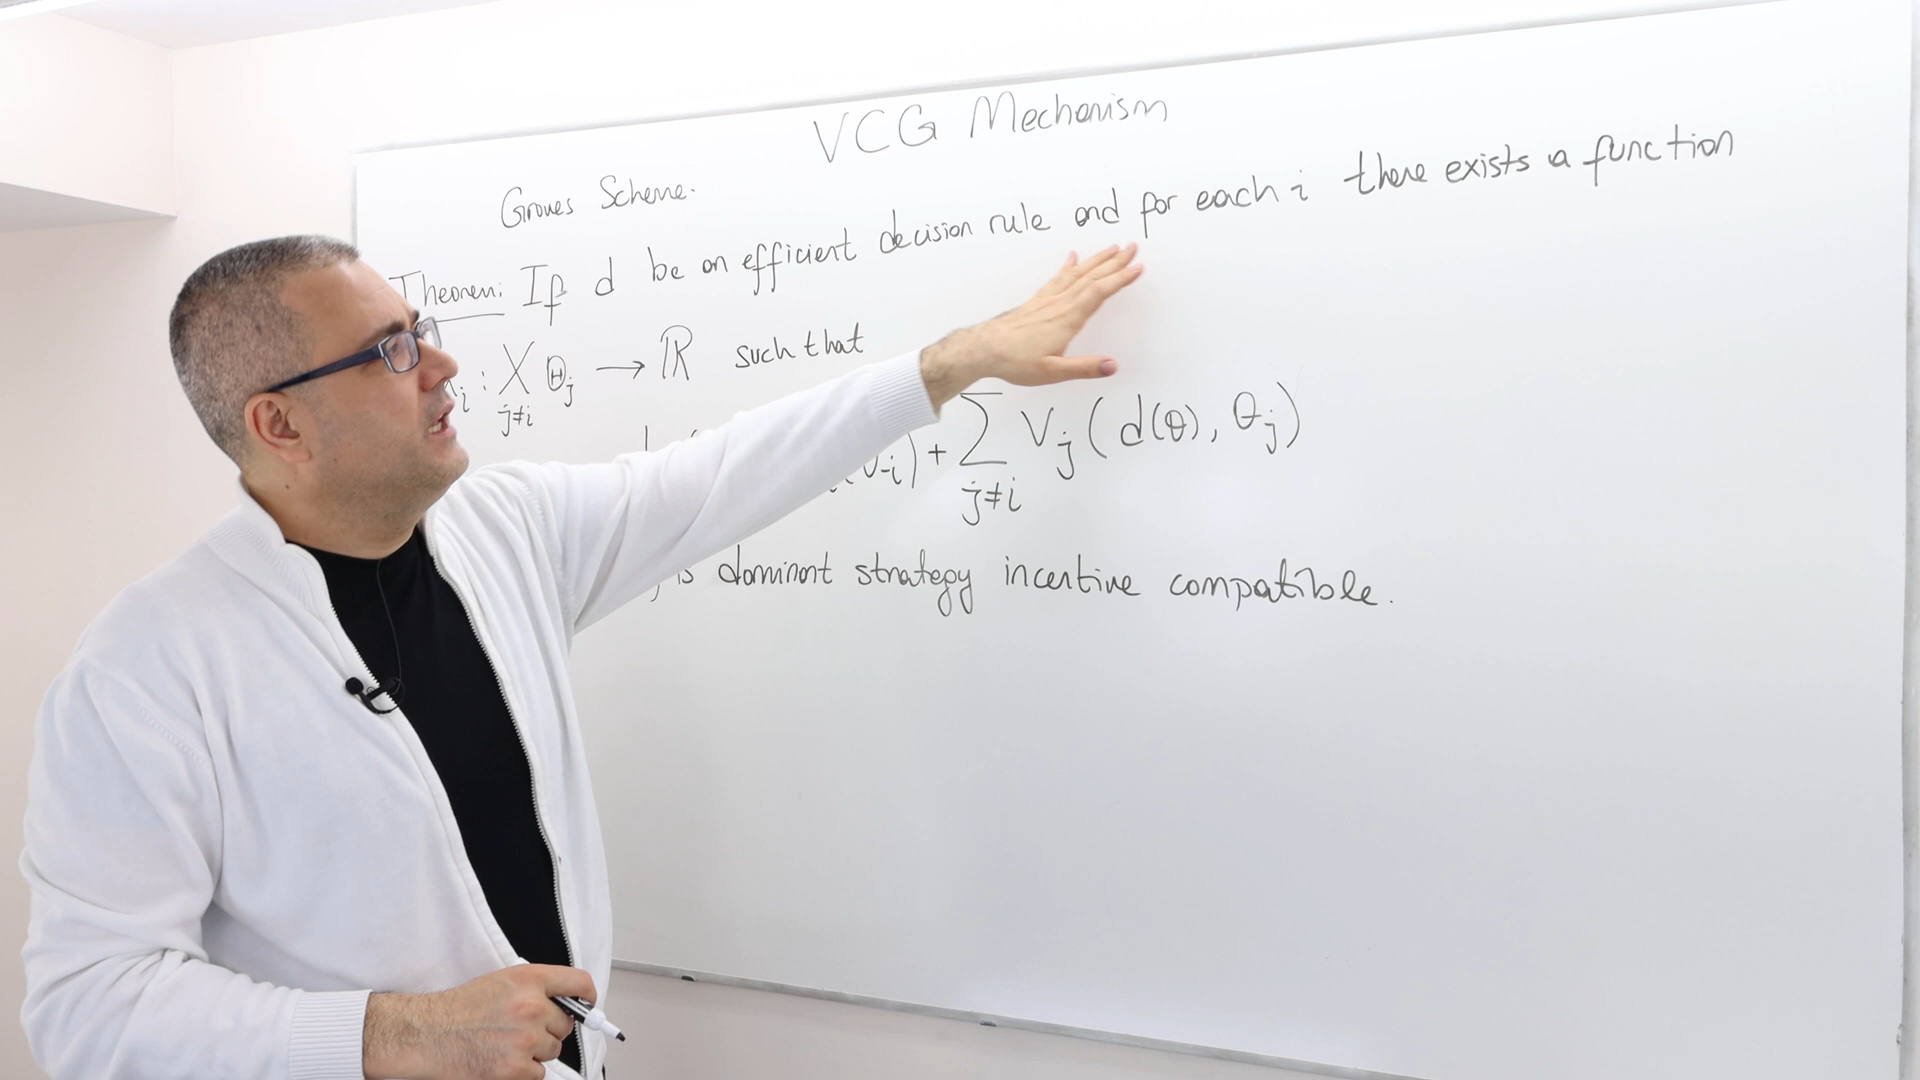 VCG Mechanism
Groves Scheme.
Theorem: If d be an efficient decision rule and for each i there exists a function
i : X Θj → ℝ such that
j≠i
-i) + ∑ Vj ( d(θ), θj )
j≠i
is dominant strategy incentive compatible.